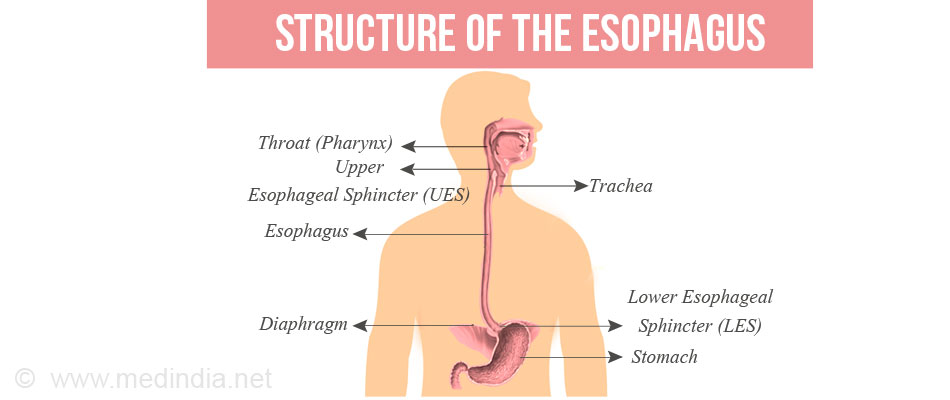 STRUCTURE OF THE ESOPHAGUS
Throat (Pharynx)
Upper
Esophageal Sphincter (UES)
Trachea
Esophagus
Lower Esophageal
Sphincter (LES)
Diaphragm
Stomach
© www.medindia.net